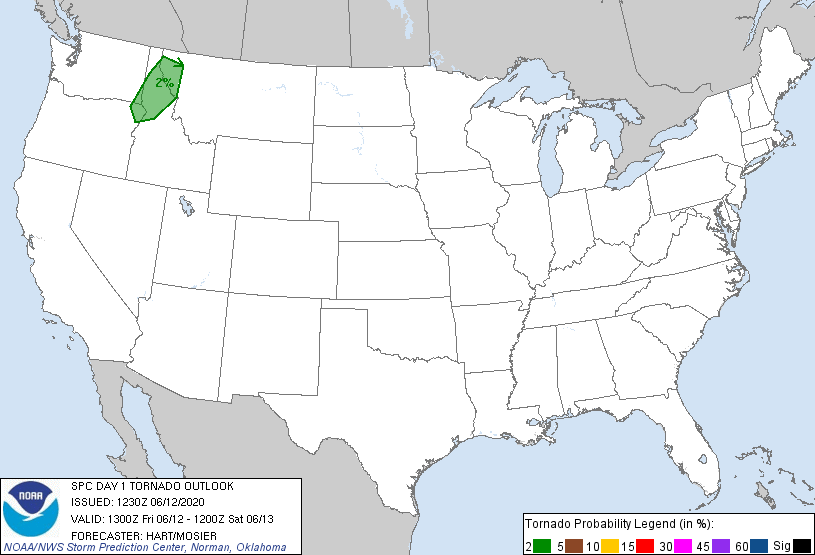 2%
NOAA
SPC DAY 1 TORNADO OUTLOOK
ISSUED: 1230Z 06/12/2020
VALID: 1300Z Fri 06/12 - 1200Z Sat 06/13
FORECASTER: HART/MOSIER
NOAA/NWS Storm Prediction Center, Norman, Oklahoma
Tornado Probability Legend (in %):
2 5 10 15 30 45 60 Sig